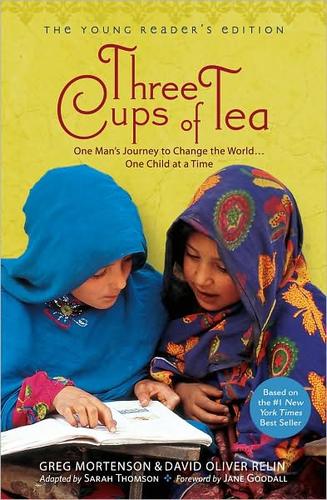 THE YOUNG READER'S EDITION
Three
Cups of Tea
One Man's Journey to Change the World...
One Child at a Time
Based on
the #1 New
York Times
Best Seller
GREG MORTENSON & DAVID OLIVER RELIN
Adapted by SARAH THOMSON Foreword by JANE GOODALL